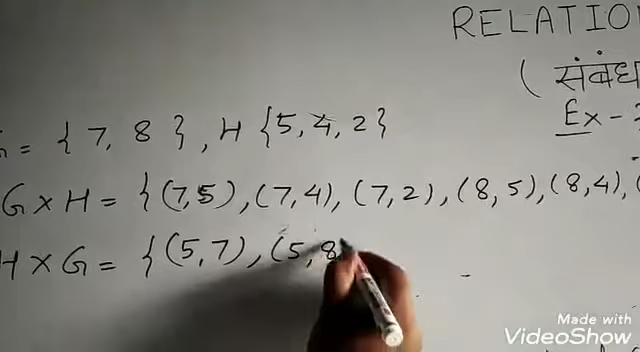 RELATIO
( संबंध
Ex -
G = { 7, 8 } , H {5, 4, 2}
G × H = { (7,5) , (7,4) , (7,2) , (8,5) , (8,4) , (
H × G = { (5,7) , (5,8
Made with
VideoShow